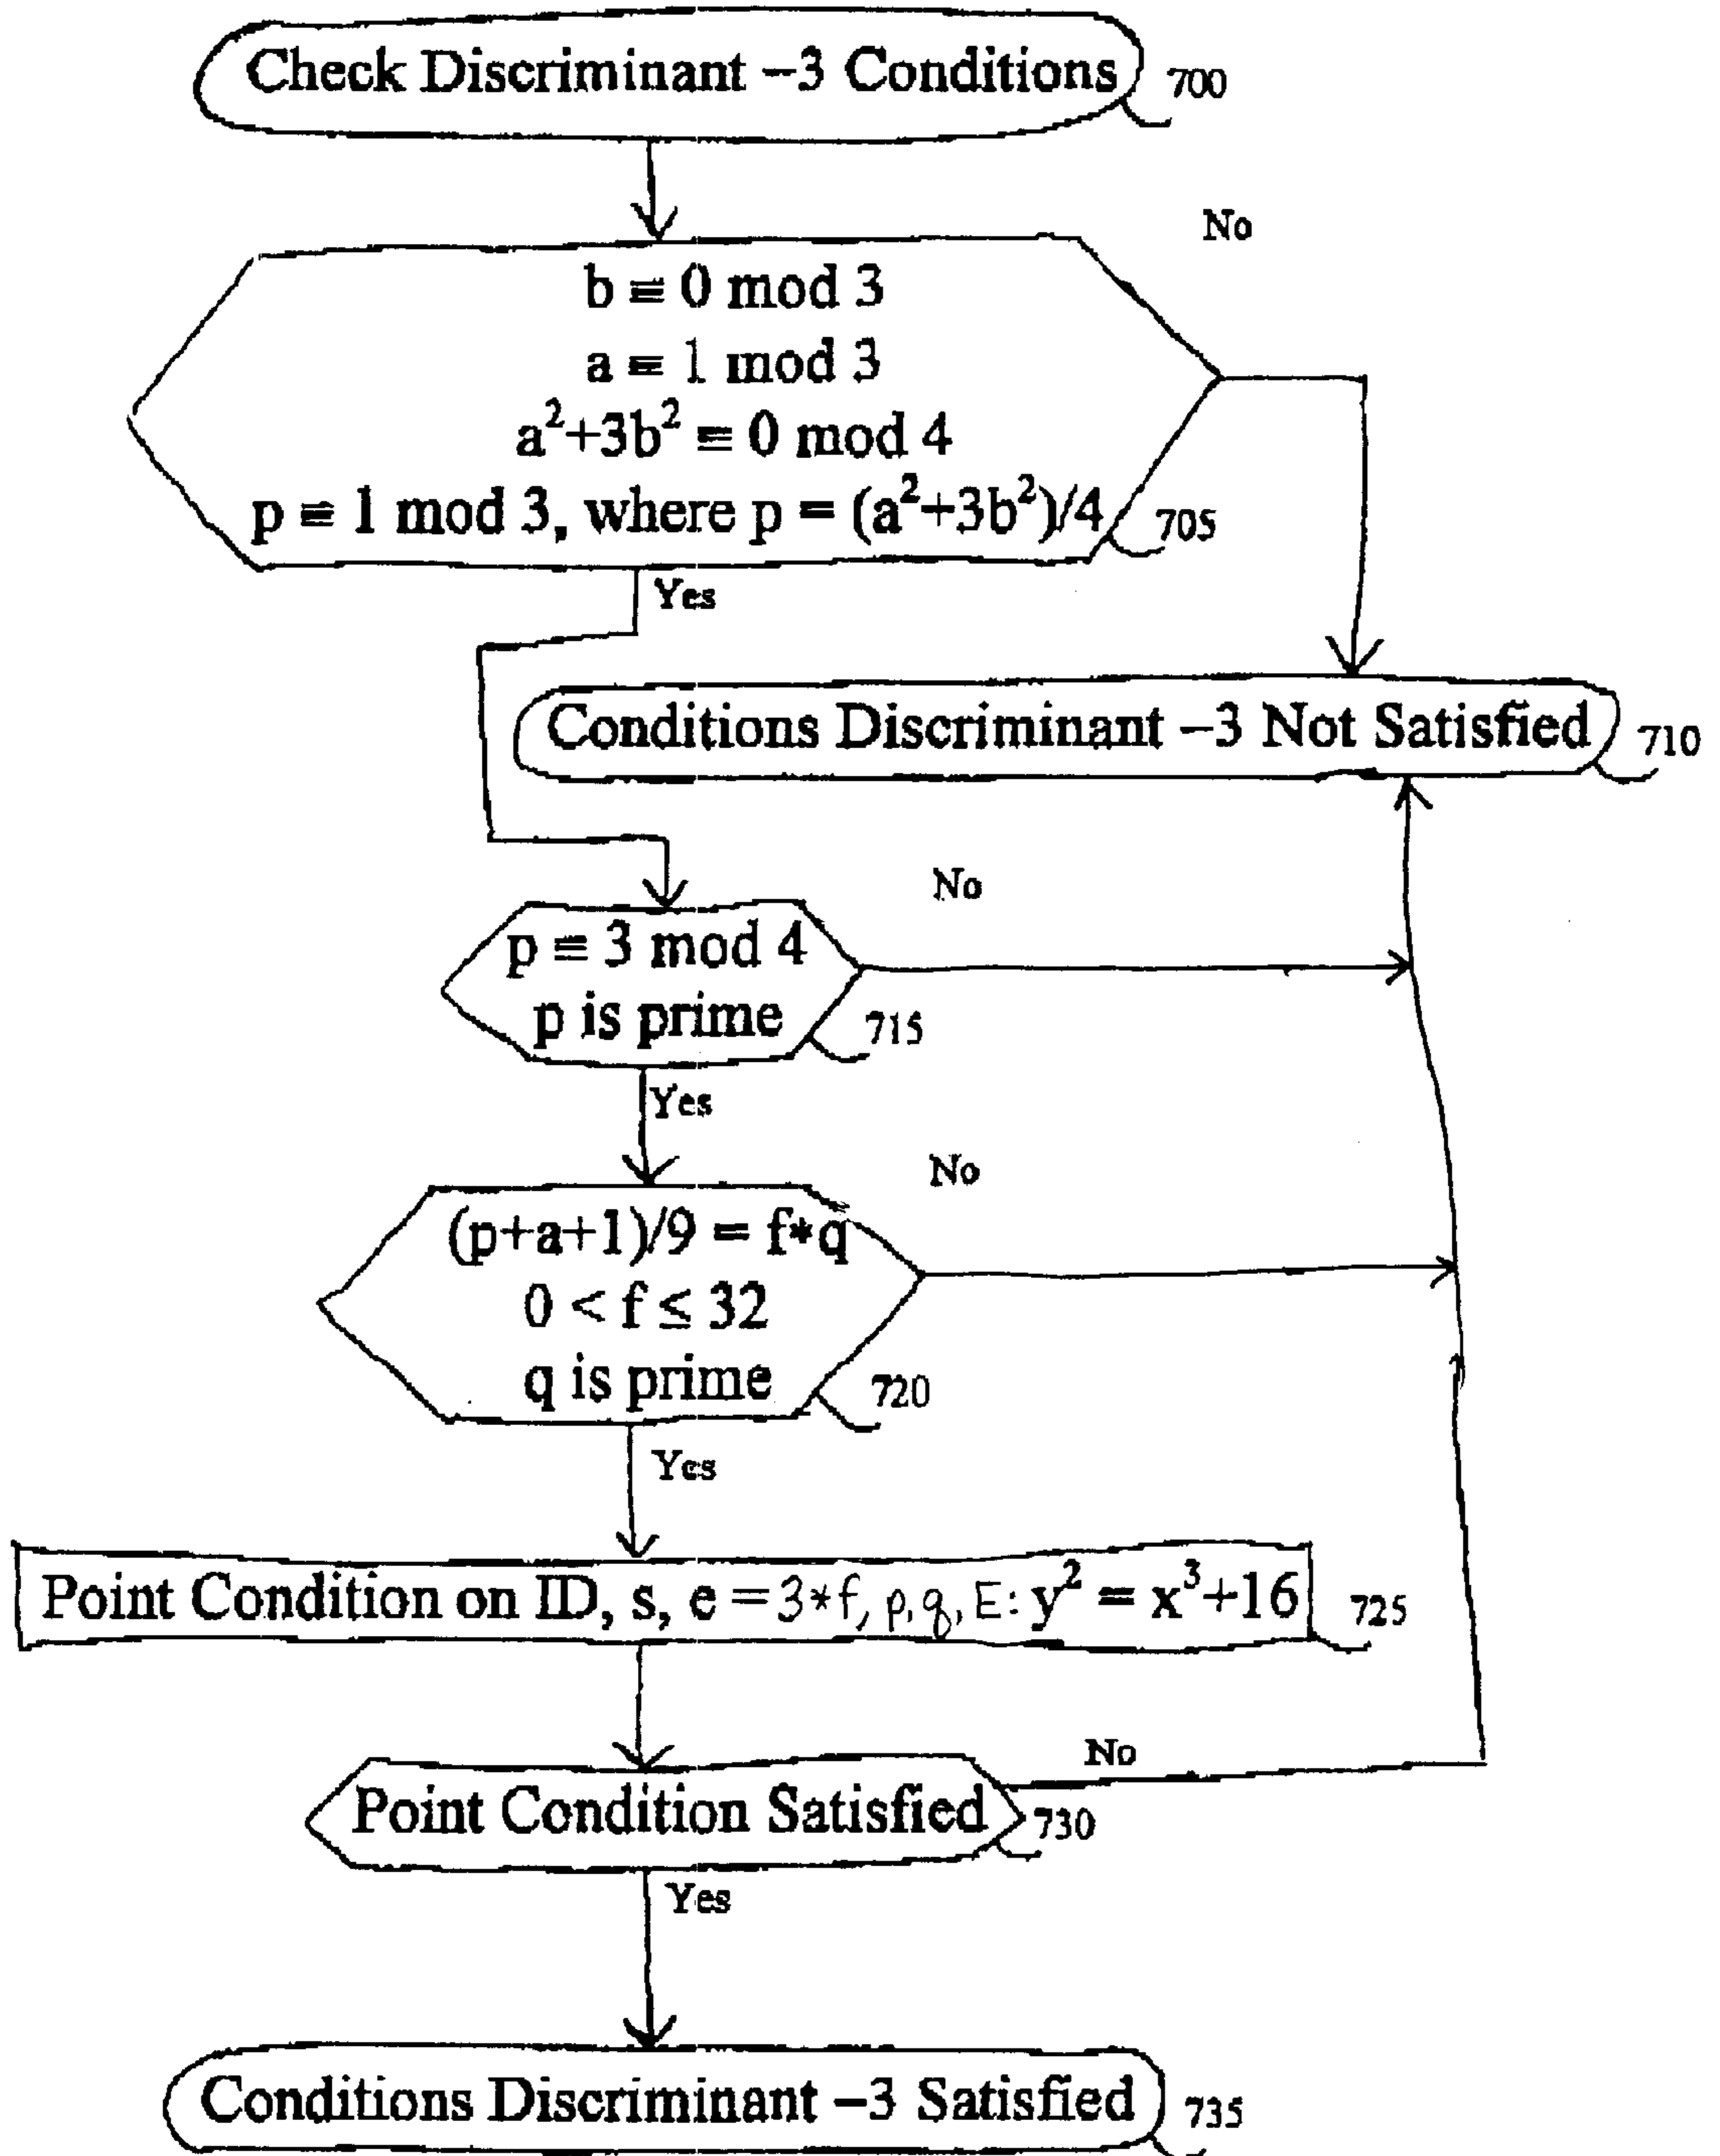 Check Discriminant –3 Conditions
700
No
b ≡ 0 mod 3
a ≡ 1 mod 3
a²+3b² ≡ 0 mod 4
p ≡ 1 mod 3, where p = (a²+3b²)/4
705
Yes
Conditions Discriminant –3 Not Satisfied
710
No
p ≡ 3 mod 4
p is prime
715
Yes
No
(p+a+1)/9 = f*q
0 < f ≤ 32
q is prime
720
Yes
Point Condition on ID, s, e = 3*f, p, q, E: y² = x³+16
725
No
Point Condition Satisfied
730
Yes
Conditions Discriminant –3 Satisfied
735